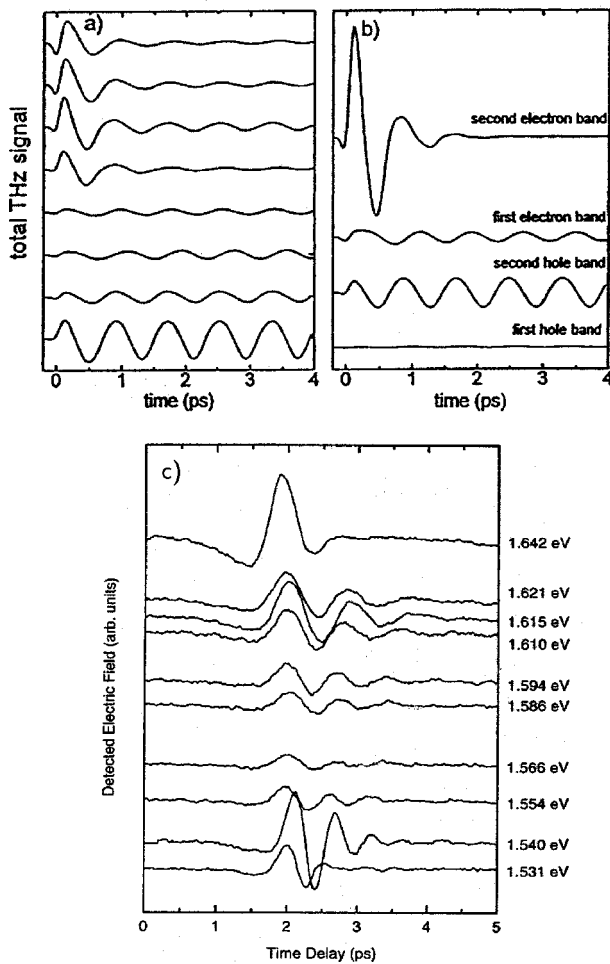 a)
total THz signal
0 1 2 3 4
time (ps)
b)
second electron band
first electron band
second hole band
first hole band
0 1 2 3 4
time (ps)
c)
Detected Electric Field (arb. units)
1.642 eV
1.621 eV
1.615 eV
1.610 eV
1.594 eV
1.586 eV
1.566 eV
1.554 eV
1.540 eV
1.531 eV
0 1 2 3 4 5
Time Delay (ps)